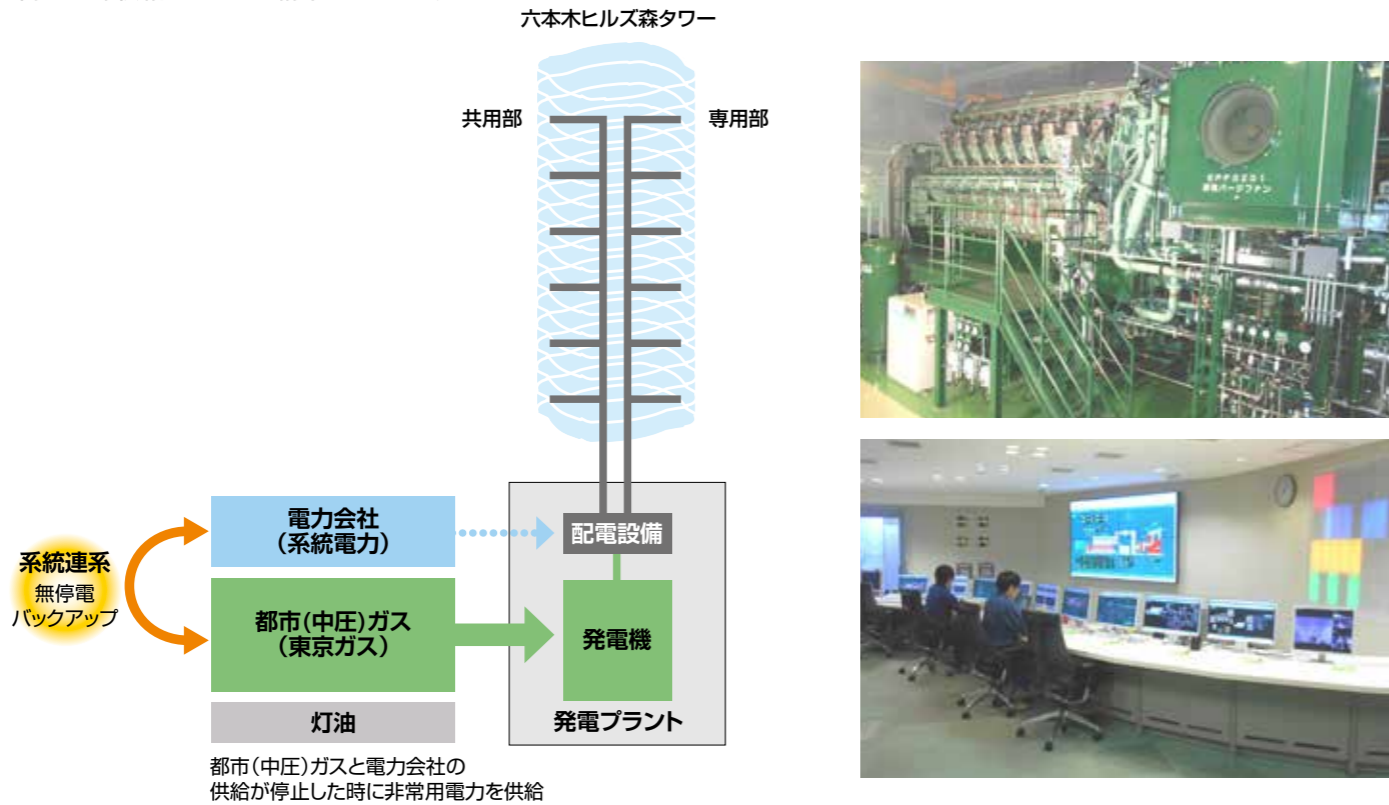 六本木ヒルズ森タワー
共用部
専用部
電力会社
（系統電力）
配電設備
系統連系
無停電
バックアップ
都市（中圧）ガス
（東京ガス）
発電機
灯油
発電プラント
都市（中圧）ガスと電力会社の
供給が停止した時に非常用電力を供給